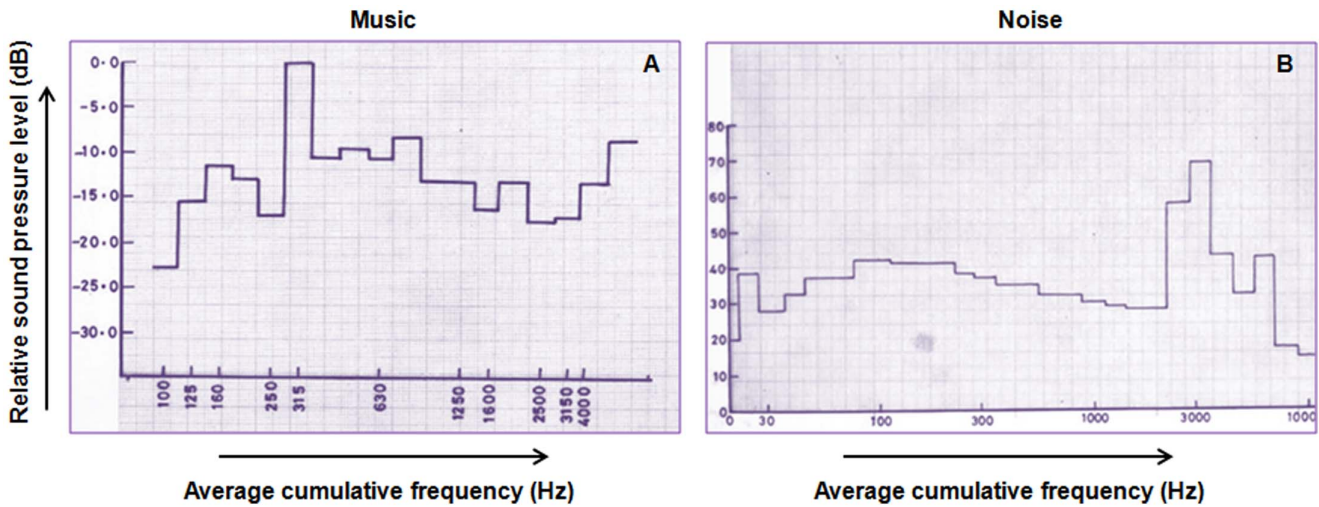 Music
Noise
Relative sound pressure level (dB)
A
0·0
-5·0
-10·0
-15·0
-20·0
-25·0
-30·0
100 125 160 250 315 630 1250 1600 2500 3150 4000
Average cumulative frequency (Hz)
B
80
70
60
50
40
30
20
10
0
0 30 100 300 1000 3000 1000
Average cumulative frequency (Hz)